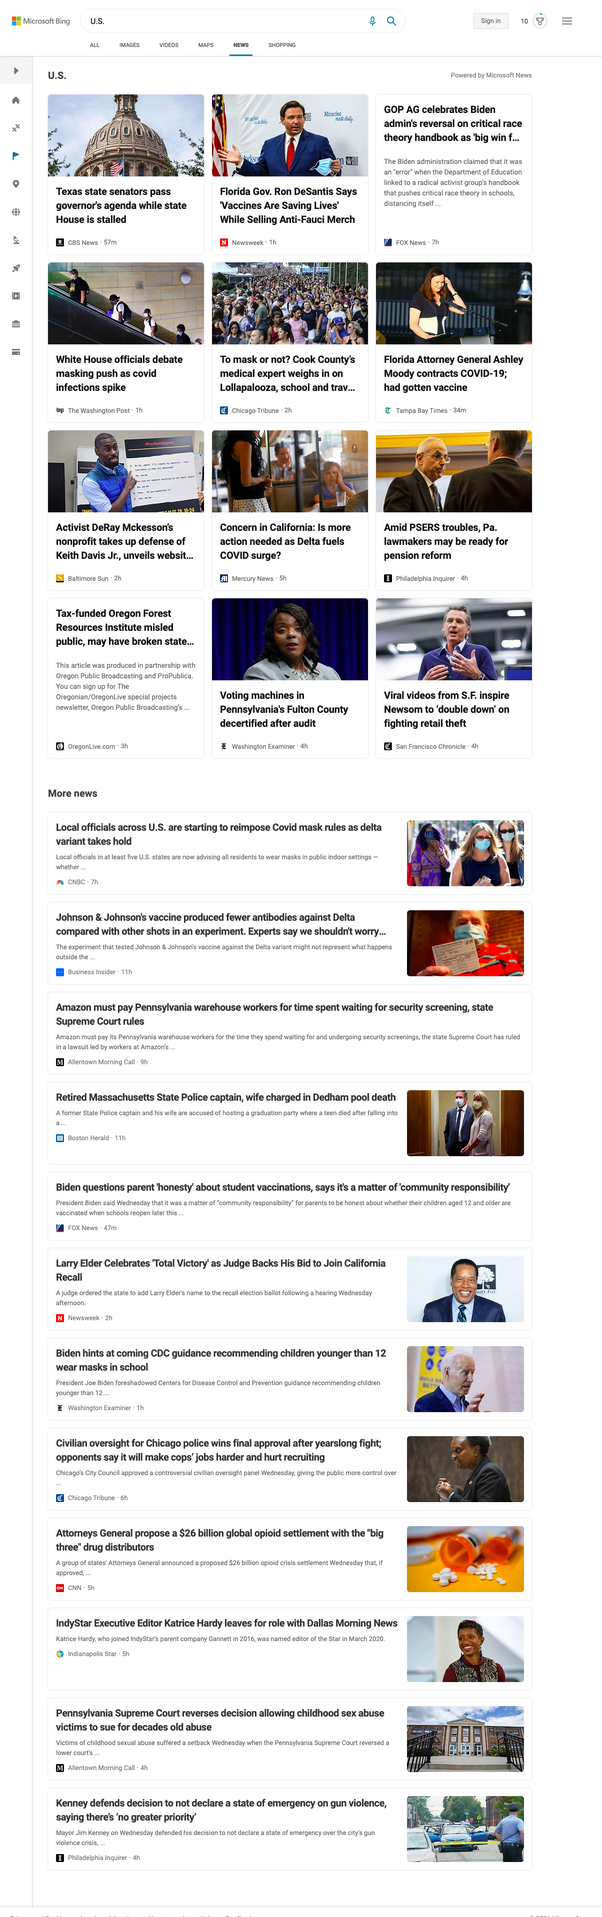 Microsoft Bing
U.S.
Sign in
10
ALL
IMAGES
VIDEOS
MAPS
NEWS
SHOPPING
U.S.
Powered by Microsoft News
Texas state senators pass
governor's agenda while state
House is stalled
CBS News · 57m
Florida Gov. Ron DeSantis Says
'Vaccines Are Saving Lives'
While Selling Anti-Fauci Merch
Newsweek · 1h
GOP AG celebrates Biden
admin's reversal on critical race
theory handbook as 'big win f...
The Biden administration claimed that it was
an "error" when the Department of Education
linked to a radical activist group's handbook
that pushes critical race theory in schools,
distancing itself ...
FOX News · 7h
White House officials debate
masking push as covid
infections spike
The Washington Post · 1h
To mask or not? Cook County's
medical expert weighs in on
Lollapalooza, school and trav...
Chicago Tribune · 2h
Florida Attorney General Ashley
Moody contracts COVID-19;
had gotten vaccine
Tampa Bay Times · 34m
Activist DeRay Mckesson's
nonprofit takes up defense of
Keith Davis Jr., unveils websit...
Baltimore Sun · 2h
Concern in California: Is more
action needed as Delta fuels
COVID surge?
Mercury News · 5h
Amid PSERS troubles, Pa.
lawmakers may be ready for
pension reform
Philadelphia Inquirer · 4h
Tax-funded Oregon Forest
Resources Institute misled
public, may have broken state...
This article was produced in partnership with
Oregon Public Broadcasting and ProPublica.
You can sign up for The
Oregonian/OregonLive special projects
newsletter, Oregon Public Broadcasting's ...
OregonLive.com · 3h
Voting machines in
Pennsylvania's Fulton County
decertified after audit
Washington Examiner · 4h
Viral videos from S.F. inspire
Newsom to 'double down' on
fighting retail theft
San Francisco Chronicle · 4h
More news
Local officials across U.S. are starting to reimpose Covid mask rules as delta
variant takes hold
Local officials in at least five U.S. states are now advising all residents to wear masks in public indoor settings —
whether ...
CNBC · 7h
Johnson & Johnson's vaccine produced fewer antibodies against Delta
compared with other shots in an experiment. Experts say we shouldn't worry...
The experiment that tested Johnson & Johnson's vaccine against the Delta variant might not represent what happens
outside the ...
Business Insider · 11h
Amazon must pay Pennsylvania warehouse workers for time spent waiting for security screening, state
Supreme Court rules
Amazon must pay its Pennsylvania warehouse workers for the time they spend waiting for and undergoing security screenings, the state Supreme Court has ruled
in a lawsuit led by workers at Amazon's ...
Allentown Morning Call · 9h
Retired Massachusetts State Police captain, wife charged in Dedham pool death
A former State Police captain and his wife are accused of hosting a graduation party where a teen died after falling into
a ...
Boston Herald · 11h
Biden questions parent 'honesty' about student vaccinations, says it's a matter of 'community responsibility'
President Biden said Wednesday that it was a matter of "community responsibility" for parents to be honest about whether their children aged 12 and older are
vaccinated when schools reopen later this ...
FOX News · 47m
Larry Elder Celebrates 'Total Victory' as Judge Backs His Bid to Join California
Recall
A judge ordered the state to add Larry Elder's name to the recall election ballot following a hearing Wednesday
afternoon.
Newsweek · 2h
Biden hints at coming CDC guidance recommending children younger than 12
wear masks in school
President Joe Biden foreshadowed Centers for Disease Control and Prevention guidance recommending children
younger than 12 ...
Washington Examiner · 1h
Civilian oversight for Chicago police wins final approval after yearslong fight;
opponents say it will make cops' jobs harder and hurt recruiting
Chicago's City Council approved a controversial civilian oversight panel Wednesday, giving the public more control over
...
Chicago Tribune · 6h
Attorneys General propose a $26 billion global opioid settlement with the "big
three" drug distributors
A group of states' Attorneys General announced a proposed $26 billion opioid crisis settlement Wednesday that, if
approved, ...
CNN · 5h
IndyStar Executive Editor Katrice Hardy leaves for role with Dallas Morning News
Katrice Hardy, who joined IndyStar's parent company Gannett in 2016, was named editor of the Star in March 2020.
Indianapolis Star · 5h
Pennsylvania Supreme Court reverses decision allowing childhood sex abuse
victims to sue for decades old abuse
Victims of childhood sexual abuse suffered a setback Wednesday when the Pennsylvania Supreme Court reversed a
lower court's ...
Allentown Morning Call · 4h
Kenney defends decision to not declare a state of emergency on gun violence,
saying there's 'no greater priority'
Mayor Jim Kenney on Wednesday defended his decision to not declare a state of emergency over the city's gun
violence crisis, ...
Philadelphia Inquirer · 4h